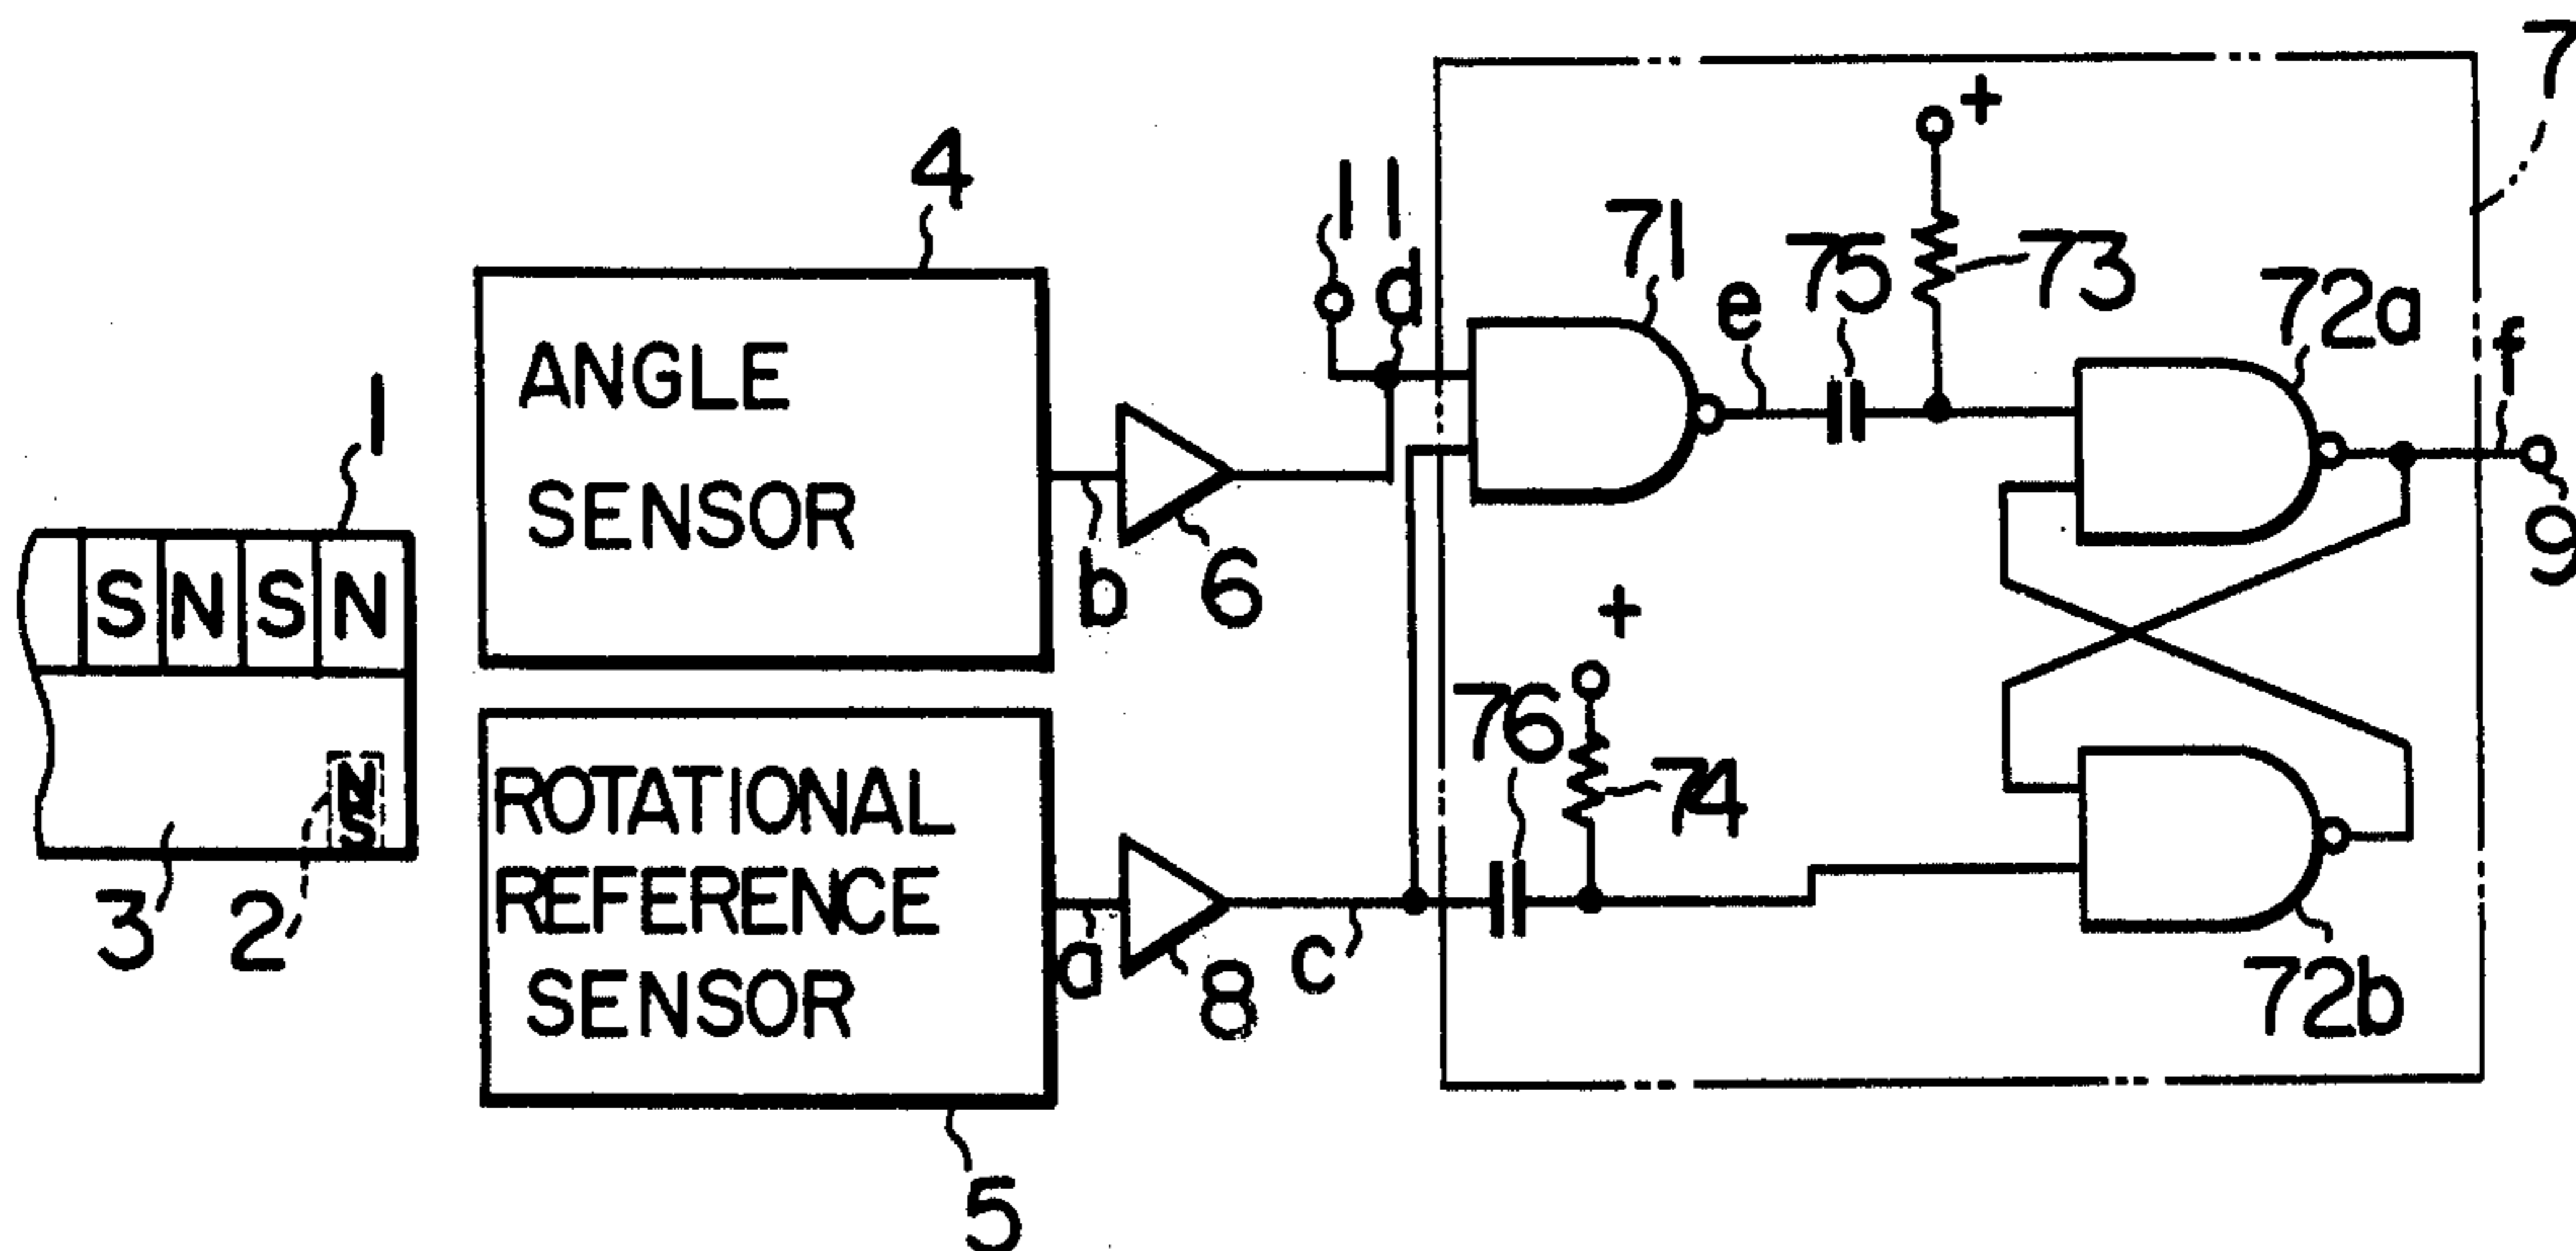 7
+
4
11
71
75
73
72a
d
e
f
ANGLE
SENSOR
1
b
6
9
S N S N
+
76
74
ROTATIONAL
REFERENCE
SENSOR
N
S
3
2
a
8
c
72b
5